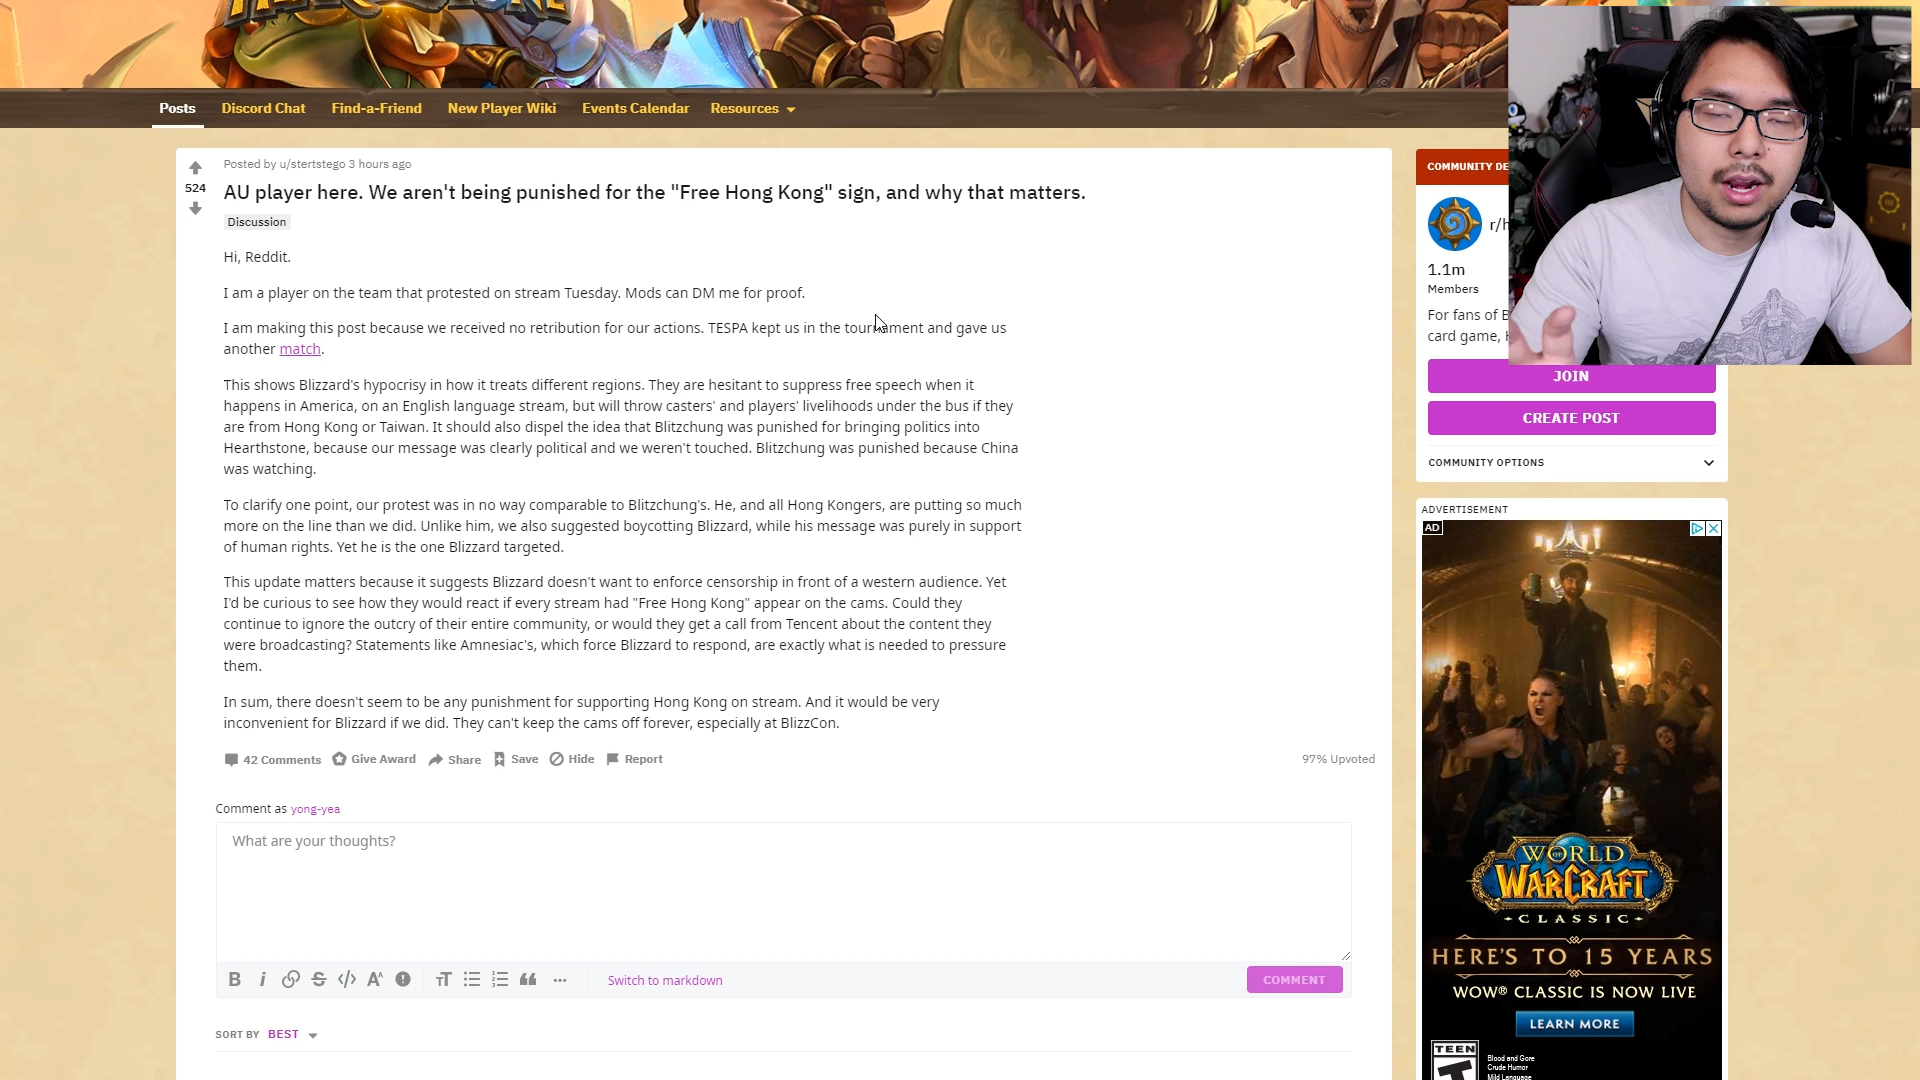 Posts Discord Chat Find-a-Friend New Player Wiki Events Calendar Resources
Posted by u/stertstego 3 hours ago
524
AU player here. We aren't being punished for the "Free Hong Kong" sign, and why that matters.
Discussion
Hi, Reddit.
I am a player on the team that protested on stream Tuesday. Mods can DM me for proof.
I am making this post because we received no retribution for our actions. TESPA kept us in the tournament and gave us
another match.
This shows Blizzard's hypocrisy in how it treats different regions. They are hesitant to suppress free speech when it
happens in America, on an English language stream, but will throw casters' and players' livelihoods under the bus if they
are from Hong Kong or Taiwan. It should also dispel the idea that Blitzchung was punished for bringing politics into
Hearthstone, because our message was clearly political and we weren't touched. Blitzchung was punished because China
was watching.
To clarify one point, our protest was in no way comparable to Blitzchung's. He, and all Hong Kongers, are putting so much
more on the line than we did. Unlike him, we also suggested boycotting Blizzard, while his message was purely in support
of human rights. Yet he is the one Blizzard targeted.
This update matters because it suggests Blizzard doesn't want to enforce censorship in front of a western audience. Yet
I'd be curious to see how they would react if every stream had "Free Hong Kong" appear on the cams. Could they
continue to ignore the outcry of their entire community, or would they get a call from Tencent about the content they
were broadcasting? Statements like Amnesiac's, which force Blizzard to respond, are exactly what is needed to pressure
them.
In sum, there doesn't seem to be any punishment for supporting Hong Kong on stream. And it would be very
inconvenient for Blizzard if we did. They can't keep the cams off forever, especially at BlizzCon.
42 Comments Give Award Share Save Hide Report 97% Upvoted
Comment as yong-yea
What are your thoughts?
Switch to markdown COMMENT
SORT BY BEST
COMMUNITY DE
r/h
1.1m
Members
For fans of B
card game, H
JOIN
CREATE POST
COMMUNITY OPTIONS
ADVERTISEMENT
AD
WORLD
OF
WARCRAFT
CLASSIC
HERE'S TO 15 YEARS
WOW® CLASSIC IS NOW LIVE
LEARN MORE
TEEN
T
Blood and Gore
Crude Humor
Mild Language